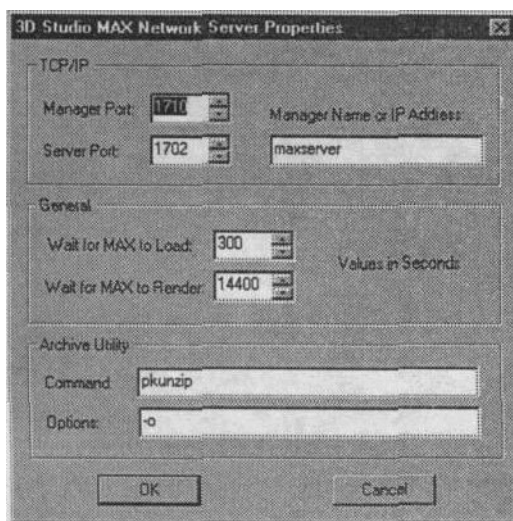 3D Studio MAX Network Server Properties
TCP/IP
Manager Port: 1710
Manager Name or IP Address:
Server Port: 1702
maxserver
General
Wait for MAX to Load: 300
Values in Seconds
Wait for MAX to Render: 14400
Archive Utility
Command: pkunzip
Options: -o
OK
Cancel